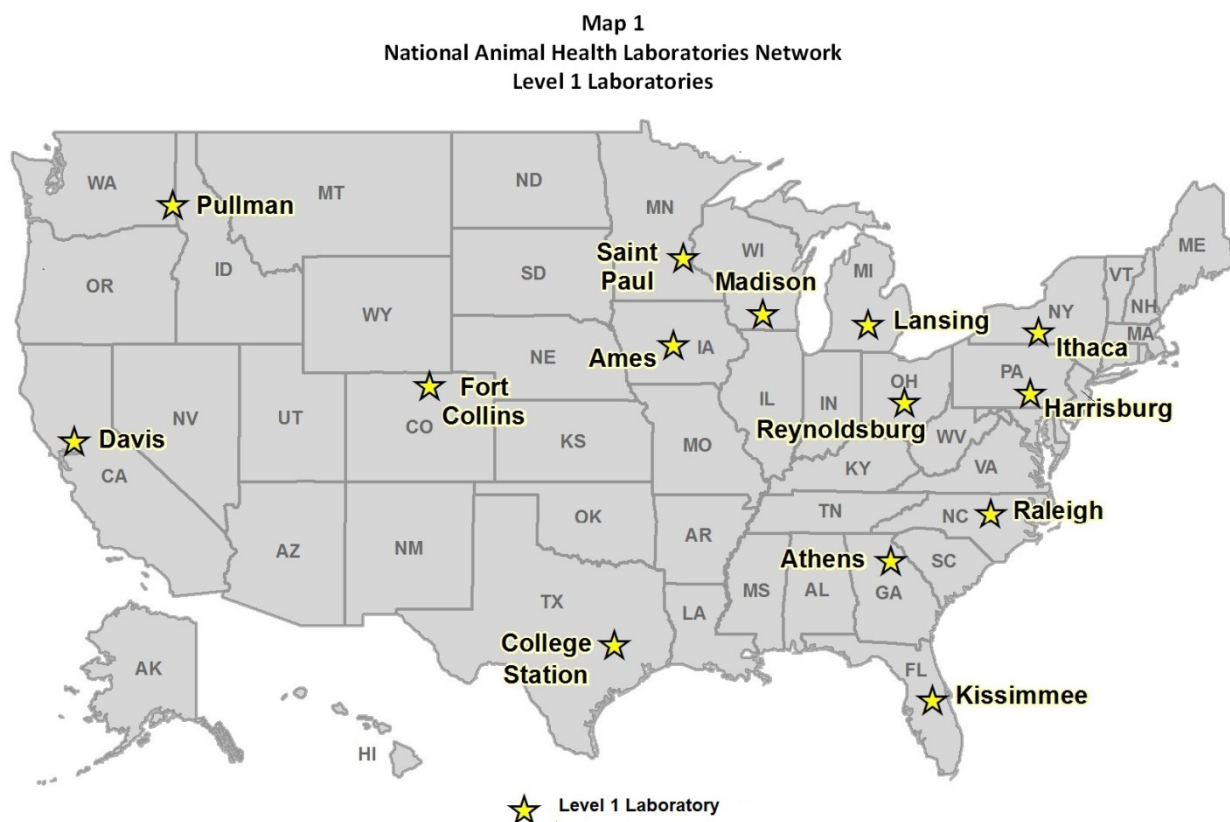 Map 1
National Animal Health Laboratories Network
Level 1 Laboratories
WA
Pullman
MT
ND
MN
ME
OR
ID
SD
Saint
Paul
WI
Madison
MI
VT
NH
NY
MA
WY
Lansing
Ithaca
Ames
IA
NE
PA
NV
UT
Fort
Collins
CO
IL
IN
OH
Harrisburg
Davis
CA
Reynoldsburg
WV
KS
MO
KY
VA
AZ
NM
OK
TN
NC
Raleigh
AR
Athens
SC
MS
AL
GA
TX
LA
College
Station
AK
FL
Kissimmee
HI
Level 1 Laboratory